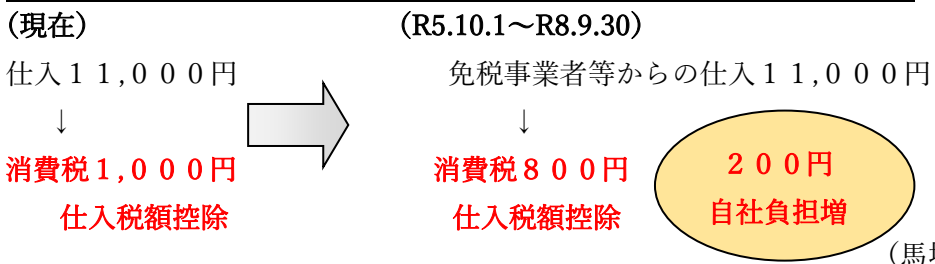 （現在）
（R5.10.1～R8.9.30）
仕入１１,０００円
免税事業者等からの仕入１１,０００円
↓
↓
消費税１,０００円
消費税８００円
２００円
仕入税額控除
仕入税額控除
自社負担増
（馬